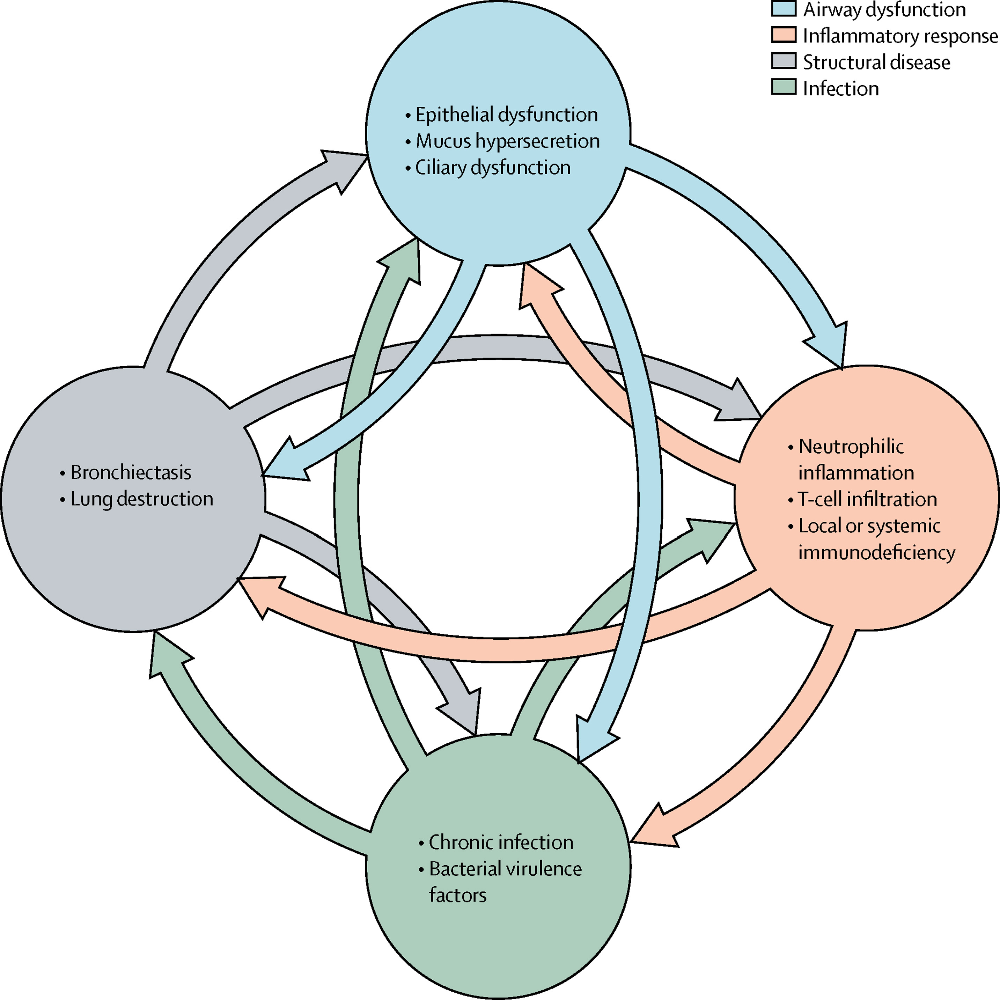 Airway dysfunction
Inflammatory response
Structural disease
Infection
• Epithelial dysfunction
• Mucus hypersecretion
• Ciliary dysfunction
• Bronchiectasis
• Lung destruction
• Neutrophilic
inflammation
• T-cell infiltration
• Local or systemic
immunodeficiency
• Chronic infection
• Bacterial virulence
factors